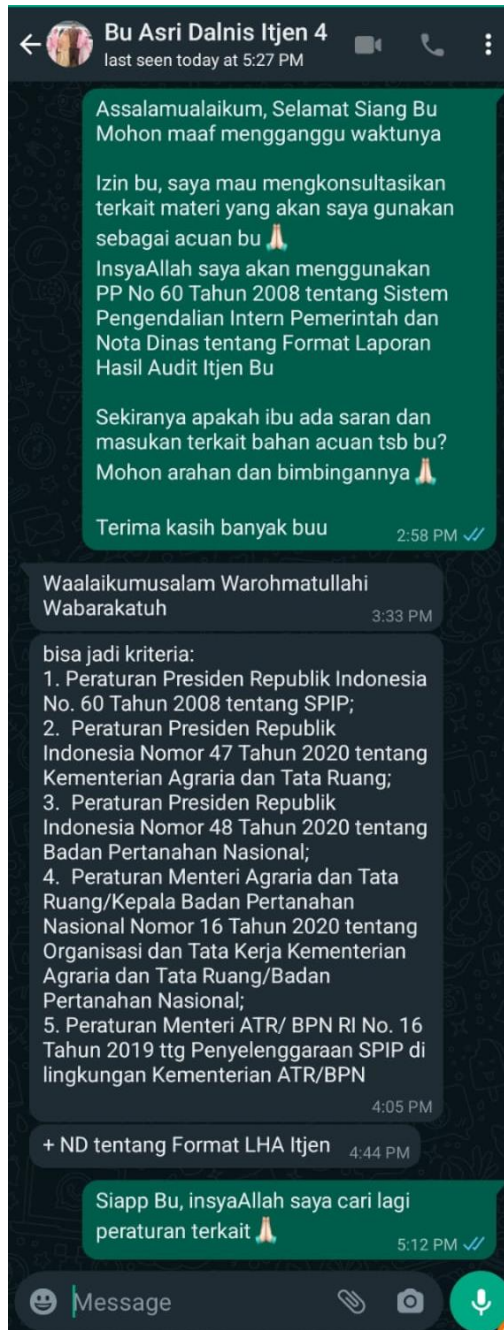 Bu Asri Dalnis Itjen 4
last seen today at 5:27 PM
Assalamualaikum, Selamat Siang Bu
Mohon maaf mengganggu waktunya
Izin bu, saya mau mengkonsultasikan
terkait materi yang akan saya gunakan
sebagai acuan bu 🙏🏻
InsyaAllah saya akan menggunakan
PP No 60 Tahun 2008 tentang Sistem
Pengendalian Intern Pemerintah dan
Nota Dinas tentang Format Laporan
Hasil Audit Itjen Bu
Sekiranya apakah ibu ada saran dan
masukan terkait bahan acuan tsb bu?
Mohon arahan dan bimbingannya 🙏🏻
Terima kasih banyak buu
2:58 PM
Waalaikumusalam Warohmatullahi
Wabarakatuh
3:33 PM
bisa jadi kriteria:
1. Peraturan Presiden Republik Indonesia
No. 60 Tahun 2008 tentang SPIP;
2. Peraturan Presiden Republik
Indonesia Nomor 47 Tahun 2020 tentang
Kementerian Agraria dan Tata Ruang;
3. Peraturan Presiden Republik
Indonesia Nomor 48 Tahun 2020 tentang
Badan Pertanahan Nasional;
4. Peraturan Menteri Agraria dan Tata
Ruang/Kepala Badan Pertanahan
Nasional Nomor 16 Tahun 2020 tentang
Organisasi dan Tata Kerja Kementerian
Agraria dan Tata Ruang/Badan
Pertanahan Nasional;
5. Peraturan Menteri ATR/ BPN RI No. 16
Tahun 2019 ttg Penyelenggaraan SPIP di
lingkungan Kementerian ATR/BPN
4:05 PM
+ ND tentang Format LHA Itjen
4:44 PM
Siapp Bu, insyaAllah saya cari lagi
peraturan terkait 🙏🏻
5:12 PM
Message